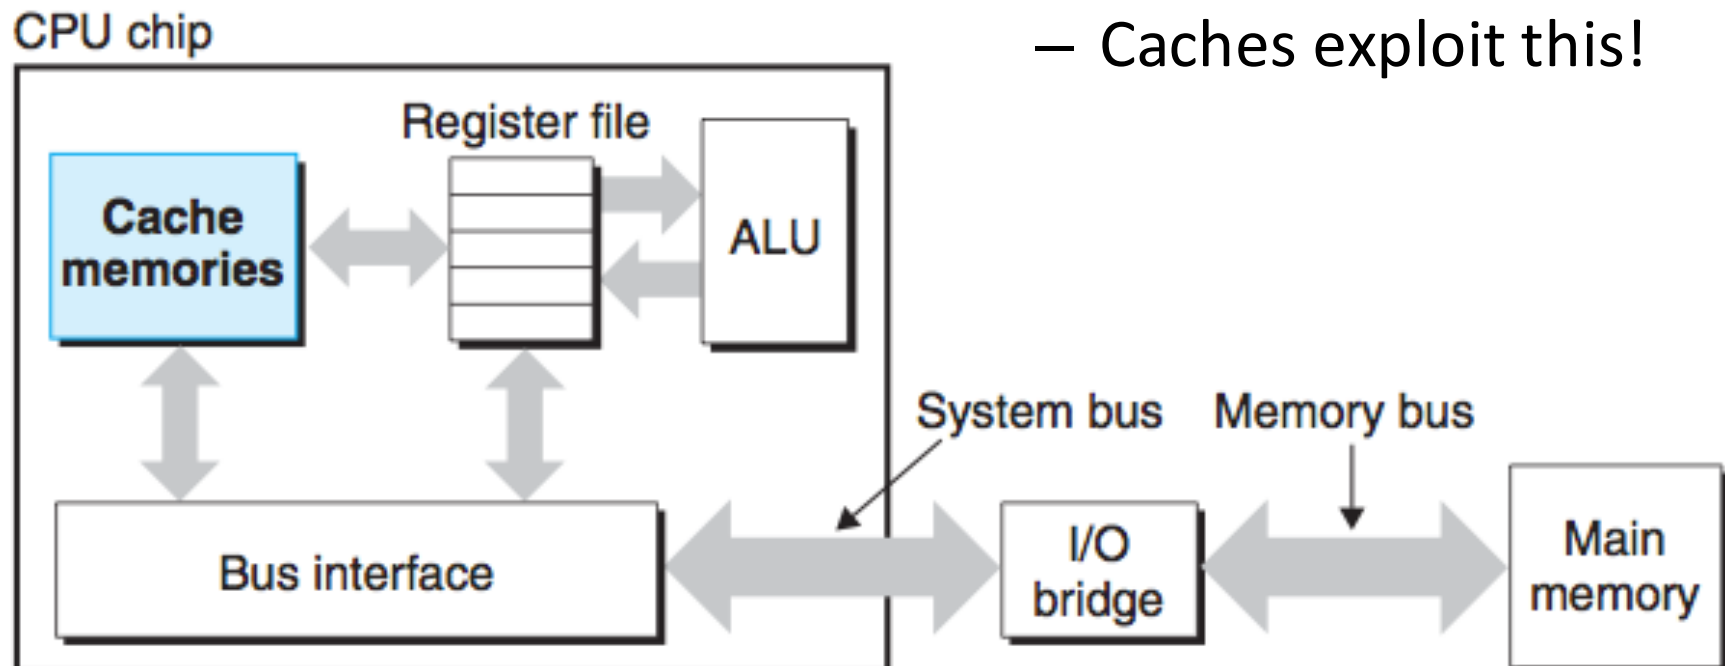 CPU chip
– Caches exploit this!
Register file
Cache
memories
ALU
System bus
Memory bus
Bus interface
I/O
bridge
Main
memory